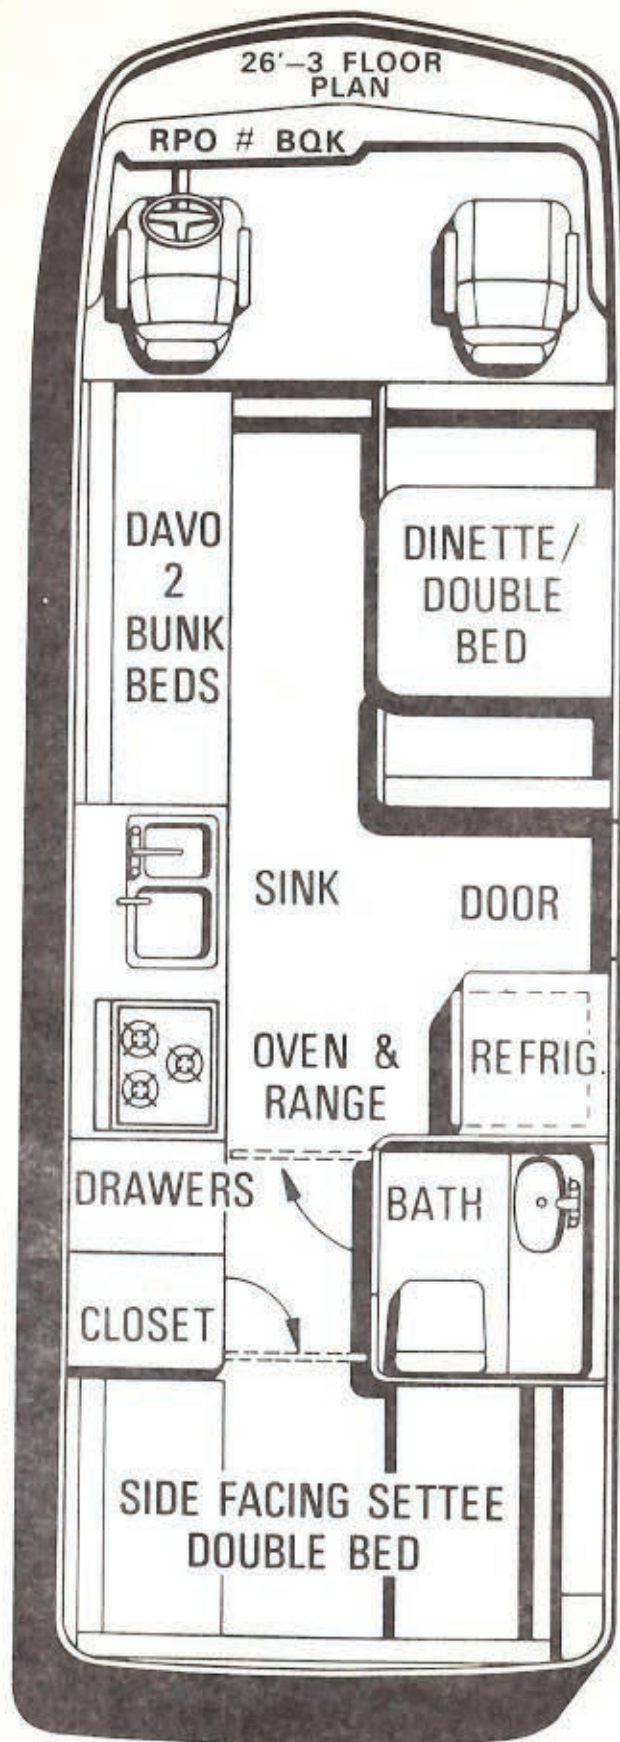 26'–3 FLOOR
PLAN
RPO # BQK
DAVO
2
BUNK
BEDS
DINETTE/
DOUBLE
BED
SINK
DOOR
OVEN &
RANGE
REFRIG.
DRAWERS
BATH
CLOSET
SIDE FACING SETTEE
DOUBLE BED